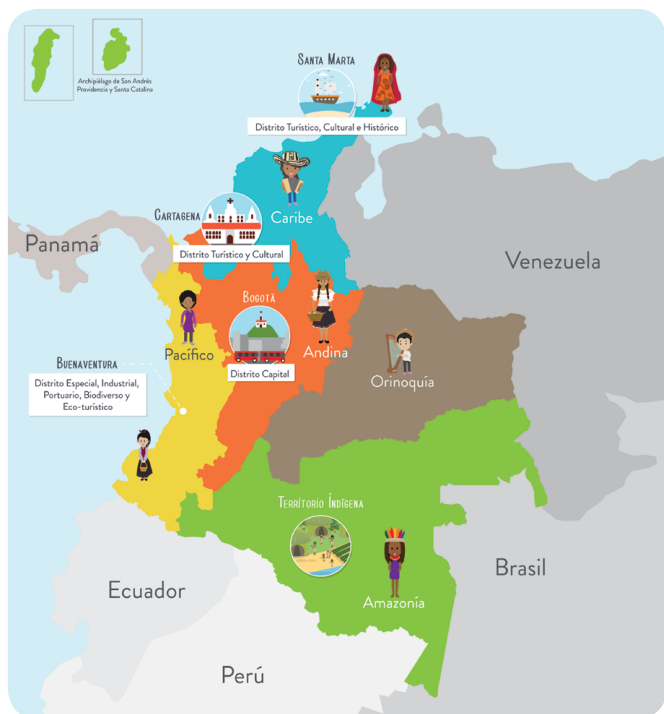 Archipiélago de San Andrés
Providencia y Santa Catalina
Santa Marta
Distrito Turístico, Cultural e Histórico
Caribe
Cartagena
Distrito Turístico y Cultural
Panamá
Venezuela
Bogotá
Distrito Capital
Andina
Pacífico
Orinoquía
Buenaventura
Distrito Especial, Industrial,
Portuario, Biodiverso y
Eco-turístico
Territorio Indígena
Amazonía
Brasil
Ecuador
Perú